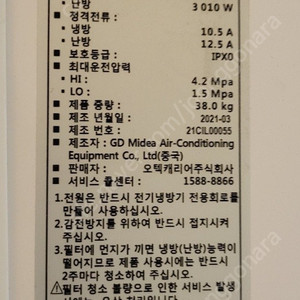 • 난방 3 010 W
▪ 정격전류 :
• 냉방 10.5 A
• 난방 12.5 A
▪ 보호등급 : IPX0
▪ 최대운전압력
• HI : 4.2 Mpa
• LO : 1.5 Mpa
▪ 제품 중량 : 38.0 kg
▪ 제조 년월일 : 2021-03
▪ 제조 번호 : 21CIL00055
▪ 제조자 : GD Midea Air-Conditioning
Equipment Co., Ltd(중국)
▪ 판매자 : 오텍캐리어주식회사
▪ 서비스 콜센터 : 1588-8866
1.전원은 반드시 전기냉방기 전용회로를
만들어 사용하십시오.
2.감전방지를 위하여 반드시 접지시켜
주십시오.
3.필터에 먼지가 끼면 냉방(난방)능력이
떨어지므로 제품 사용시에는 반드시
2주마다 청소하여 주십시오.
필터 청소 불량으로 인한 서비스 발생